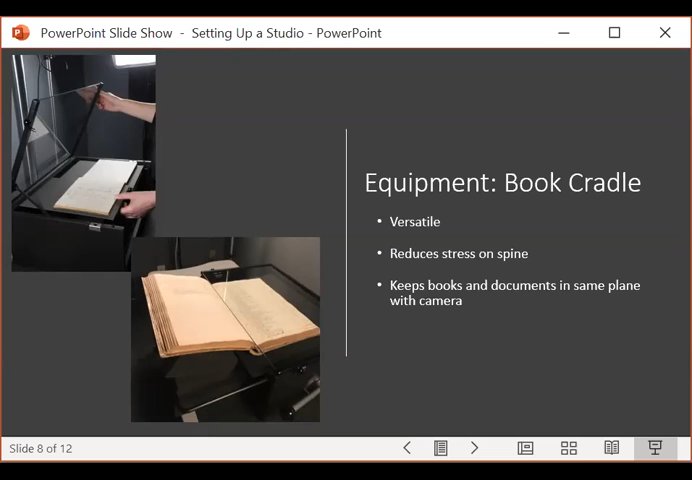 PowerPoint Slide Show - Setting Up a Studio - PowerPoint
Equipment: Book Cradle
• Versatile
• Reduces stress on spine
• Keeps books and documents in same plane
with camera
Slide 8 of 12